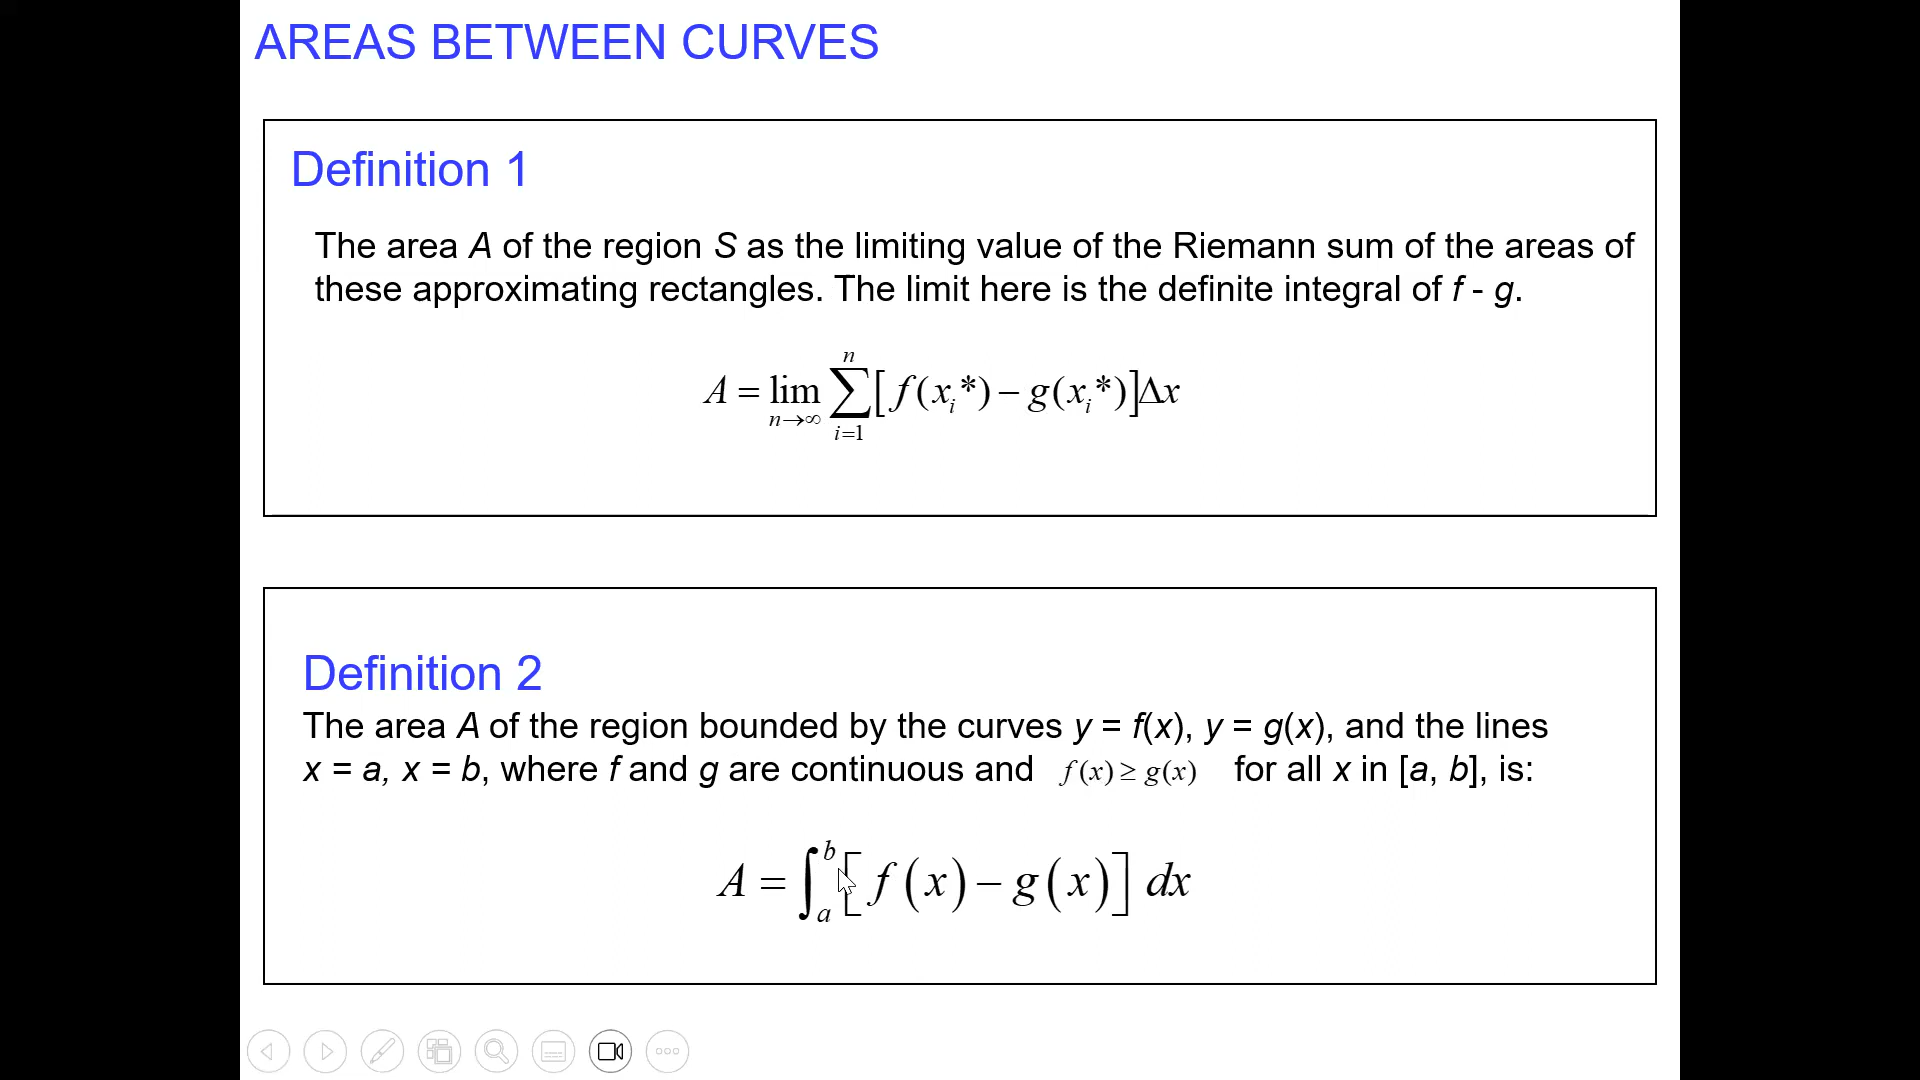 AREAS BETWEEN CURVES
Definition 1
The area A of the region S as the limiting value of the Riemann sum of the areas of
these approximating rectangles. The limit here is the definite integral of f - g.
A = lim_{n→∞} ∑_{i=1}^{n} [f(x_i*) − g(x_i*)]Δx
Definition 2
The area A of the region bounded by the curves y = f(x), y = g(x), and the lines
x = a, x = b, where f and g are continuous and f(x) ≥ g(x) for all x in [a, b], is:
A = ∫_a^b [f(x) − g(x)] dx